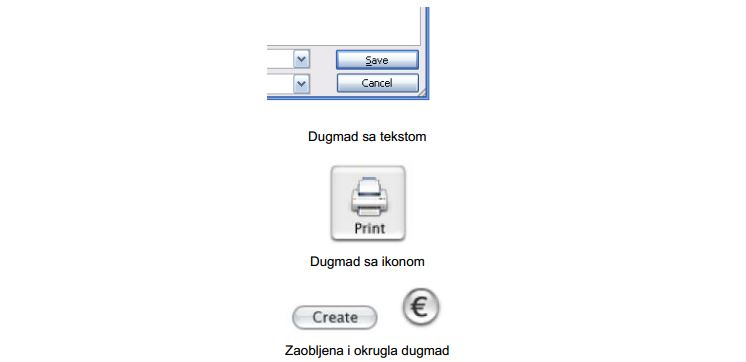 Save
Cancel
Dugmad sa tekstom
Print
Dugmad sa ikonom
Create €
Zaobljena i okrugla dugmad